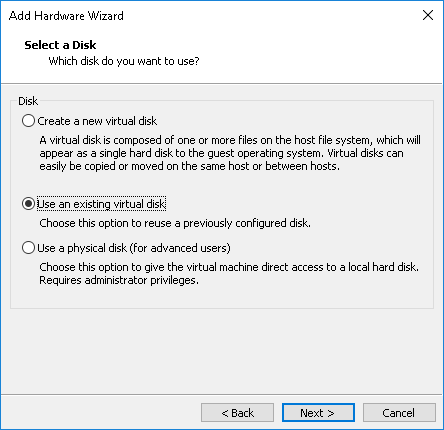 Add Hardware Wizard
Select a Disk
Which disk do you want to use?
Disk
Create a new virtual disk
A virtual disk is composed of one or more files on the host file system, which will
appear as a single hard disk to the guest operating system. Virtual disks can
easily be copied or moved on the same host or between hosts.
Use an existing virtual disk
Choose this option to reuse a previously configured disk.
Use a physical disk (for advanced users)
Choose this option to give the virtual machine direct access to a local hard disk.
Requires administrator privileges.
< Back
Next >
Cancel